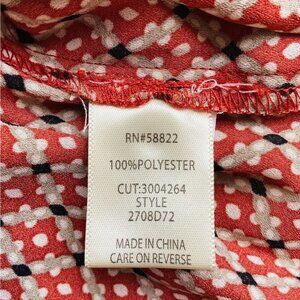 RN#58822
100%POLYESTER
CUT:3004264
STYLE
2708D72
MADE IN CHINA
CARE ON REVERSE